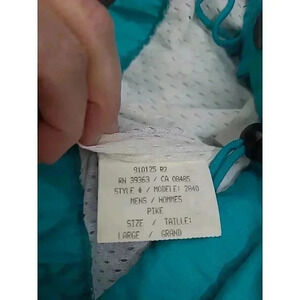 910125 R2
RN 39363 / CA 08485
STYLE # / MODELE: 2840
MENS / HOMMES
PIKE
SIZE / TAILLE:
LARGE / GRAND